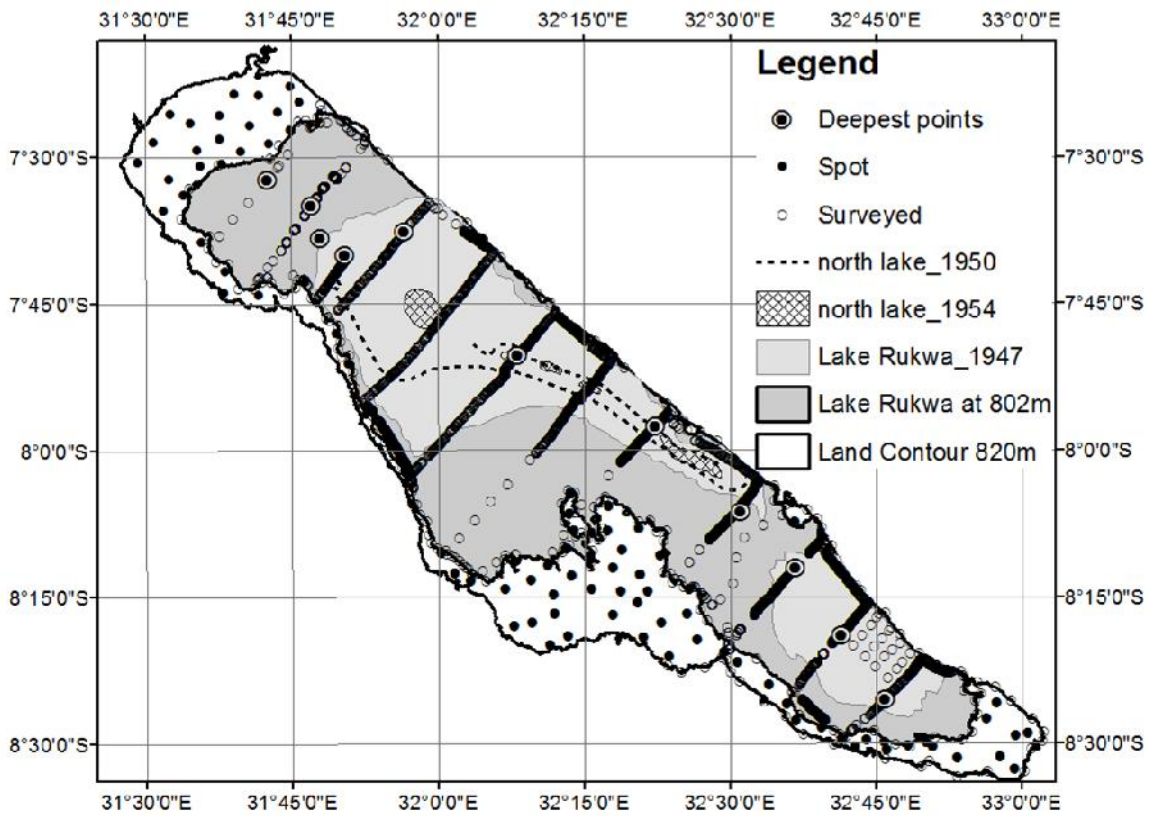 31°30'0"E 31°45'0"E 32°0'0"E 32°15'0"E 32°30'0"E 32°45'0"E 33°0'0"E
Legend
Deepest points
Spot
7°30'0"S 7°30'0"S
Surveyed
north lake_1950
7°45'0"S north lake_1954 7°45'0"S
Lake Rukwa_1947
Lake Rukwa at 802m
8°0'0"S Land Contour 820m 8°0'0"S
8°15'0"S 8°15'0"S
8°30'0"S 8°30'0"S
31°30'0"E 31°45'0"E 32°0'0"E 32°15'0"E 32°30'0"E 32°45'0"E 33°0'0"E